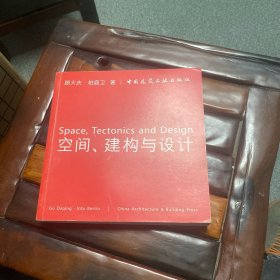 顾大庆 柏庭卫 著 | 中国建筑工业出版社
Space, Tectonics and Design
空间、建构与设计
Gu Daqing · Vito Bertin | China Architecture & Building Press